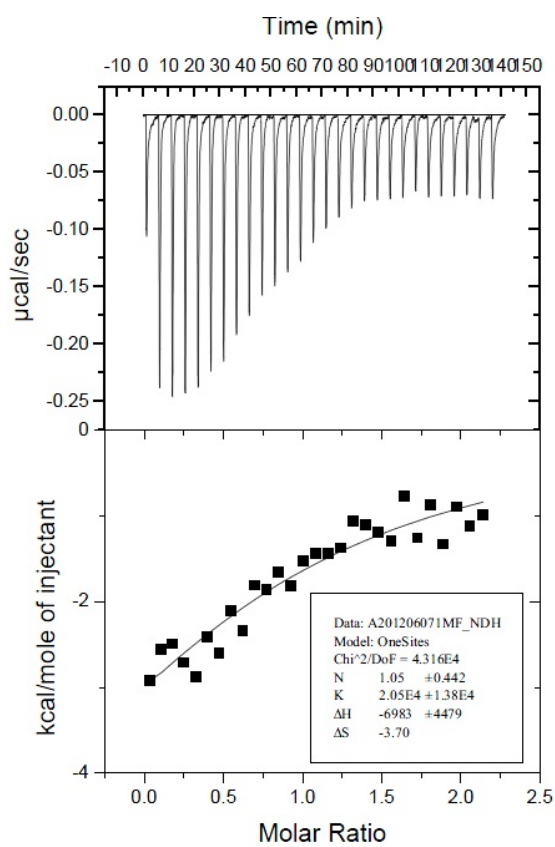 Time (min)
-10 0 10 20 30 40 50 60 70 80 90 100 110 120 130 140 150
0.00
-0.05
-0.10
-0.15
-0.20
-0.25
µcal/sec
0
-2
-4
kcal/mole of injectant
Data: A201206071MF_NDH
Model: OneSites
Chi^2/DoF = 4.316E4
N 1.05 ±0.442
K 2.05E4 ±1.38E4
ΔH -6983 ±4479
ΔS -3.70
0.0 0.5 1.0 1.5 2.0 2.5
Molar Ratio